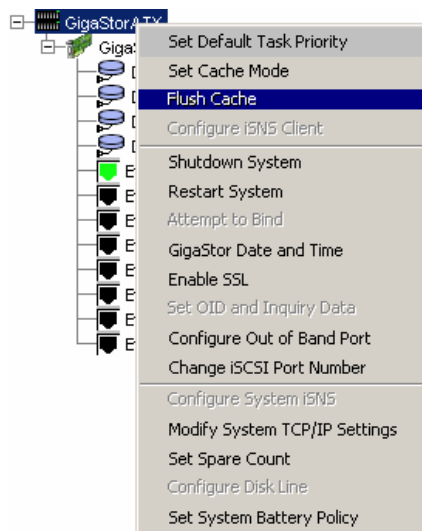 GigaStorATX
Giga
Set Default Task Priority
Set Cache Mode
Flush Cache
Configure iSNS Client
Shutdown System
Restart System
Attempt to Bind
GigaStor Date and Time
Enable SSL
Set OID and Inquiry Data
Configure Out of Band Port
Change iSCSI Port Number
Configure System iSNS
Modify System TCP/IP Settings
Set Spare Count
Configure Disk Line
Set System Battery Policy